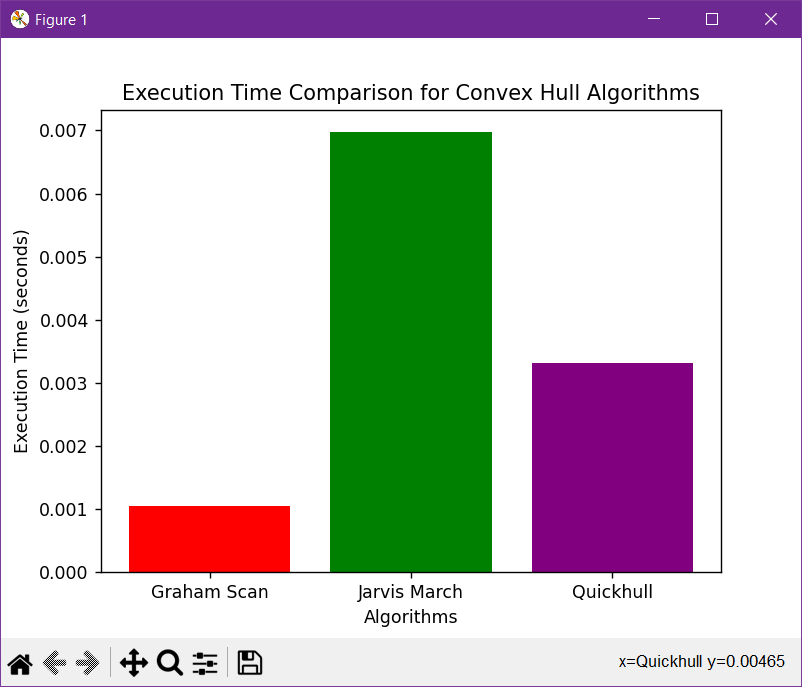 Figure 1
Execution Time Comparison for Convex Hull Algorithms
Execution Time (seconds)
0.007
0.006
0.005
0.004
0.003
0.002
0.001
0.000
Graham Scan Jarvis March Quickhull
Algorithms
x=Quickhull y=0.00465